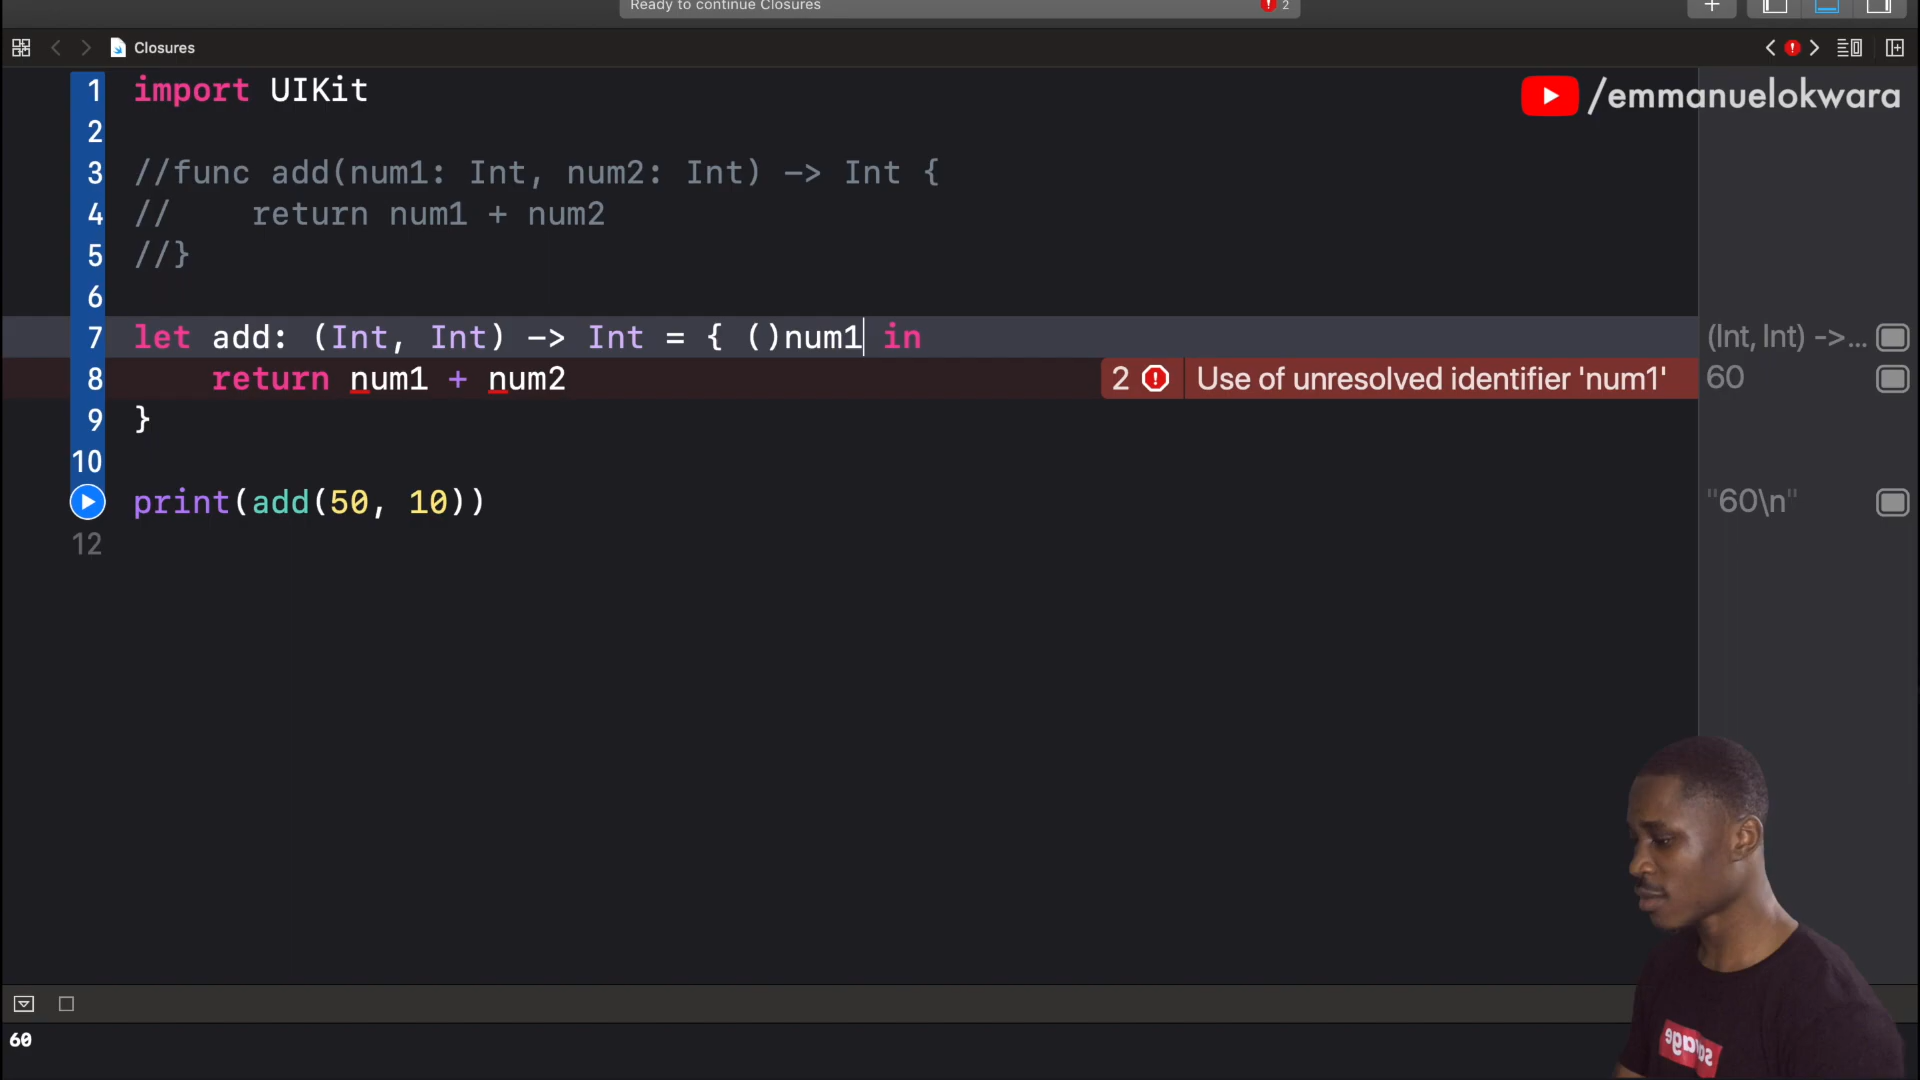 Ready to continue Closures 2
Closures
/emmanuelokwara
1 import UIKit
2
3 //func add(num1: Int, num2: Int) -> Int {
4 //    return num1 + num2
5 //}
6
7 let add: (Int, Int) -> Int = { ()num1 in (Int, Int) ->...
8     return num1 + num2 2 Use of unresolved identifier 'num1' 60
9 }
10
print(add(50, 10)) "60\n"
12
60